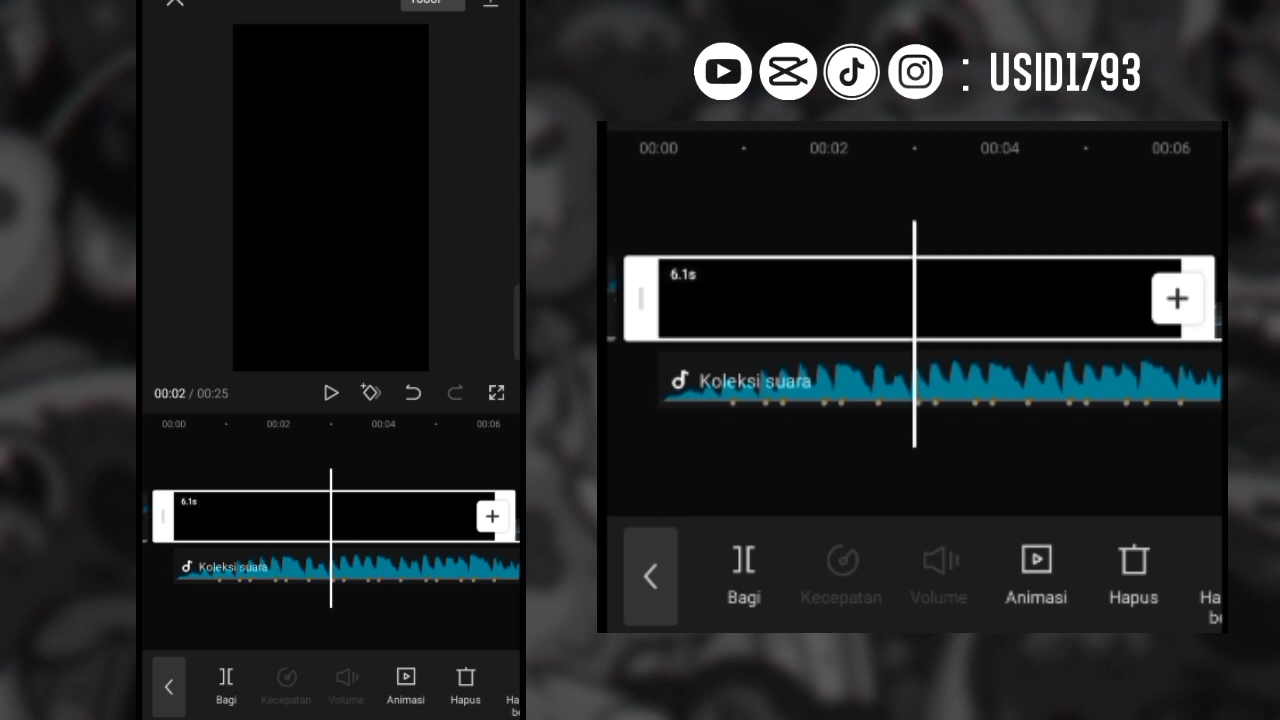 00:02 / 00:25
00:00 00:02 00:04 00:06
6.1s
Koleksi suara
Bagi Kecepatan Volume Animasi Hapus
: USID1793
00:00 00:02 00:04 00:06
6.1s
Koleksi suara
Bagi Kecepatan Volume Animasi Hapus